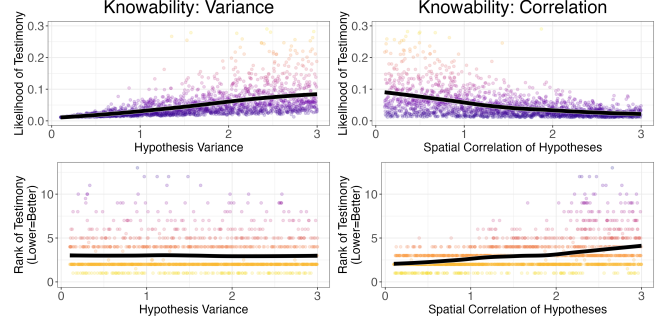 Knowability: Variance
Knowability: Correlation
Likelihood of Testimony
0.3
0.2
0.1
0.0
0
1
2
3
Hypothesis Variance
Likelihood of Testimony
0.3
0.2
0.1
0.0
0
1
2
3
Spatial Correlation of Hypotheses
Rank of Testimony
(Lower=Better)
10
5
0
0
1
2
3
Hypothesis Variance
Rank of Testimony
(Lower=Better)
10
5
0
0
1
2
3
Spatial Correlation of Hypotheses